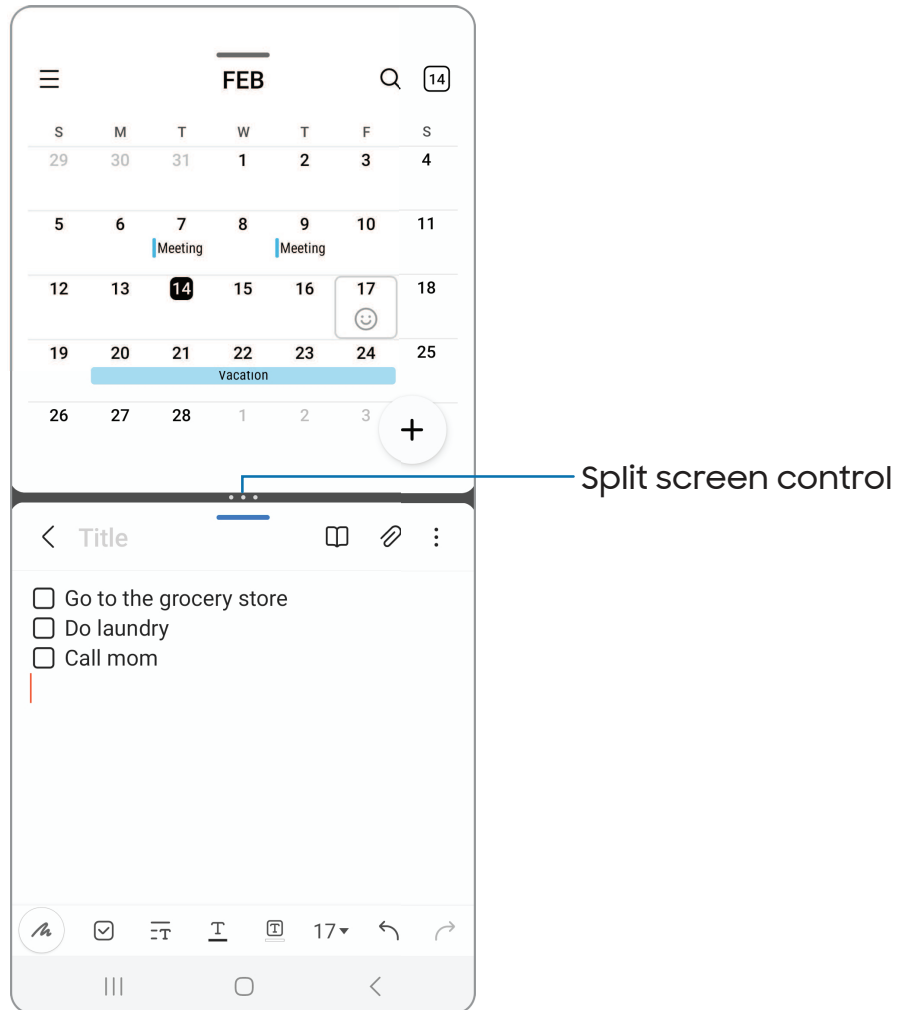 FEB
14
S M T W T F S
29 30 31 1 2 3 4
5 6 7 8 9 10 11
Meeting Meeting
12 13 14 15 16 17 18
19 20 21 22 23 24 25
Vacation
26 27 28 1 2 3
Split screen control
Title
Go to the grocery store
Do laundry
Call mom
T T T 17